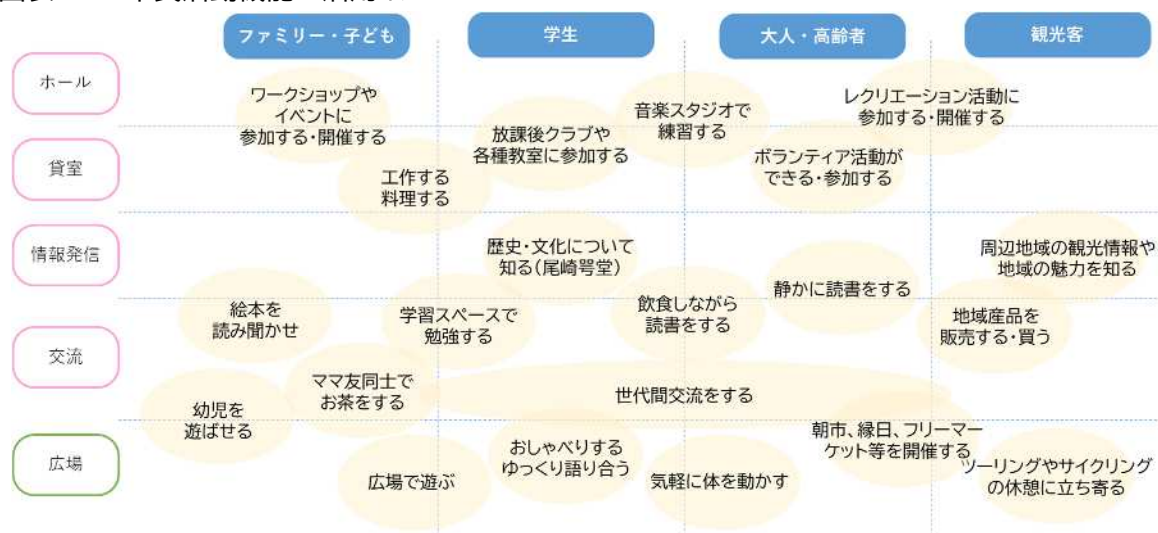 ファミリー・子ども
学生
大人・高齢者
観光客
ホール
ワークショップや
イベントに
参加する・開催する
放課後クラブや
各種教室に参加する
音楽スタジオで
練習する
レクリエーション活動に
参加する・開催する
貸室
工作する
料理する
ボランティア活動が
できる・参加する
情報発信
歴史・文化について
知る(尾崎咢堂)
静かに読書をする
周辺地域の観光情報や
地域の魅力を知る
交流
絵本を
読み聞かせ
学習スペースで
勉強する
飲食しながら
読書をする
地域産品を
販売する・買う
ママ友同士で
お茶をする
世代間交流をする
幼児を
遊ばせる
広場
広場で遊ぶ
おしゃべりする
ゆっくり語り合う
気軽に体を動かす
朝市、縁日、フリーマー
ケット等を開催する
ツーリングやサイクリング
の休憩に立ち寄る